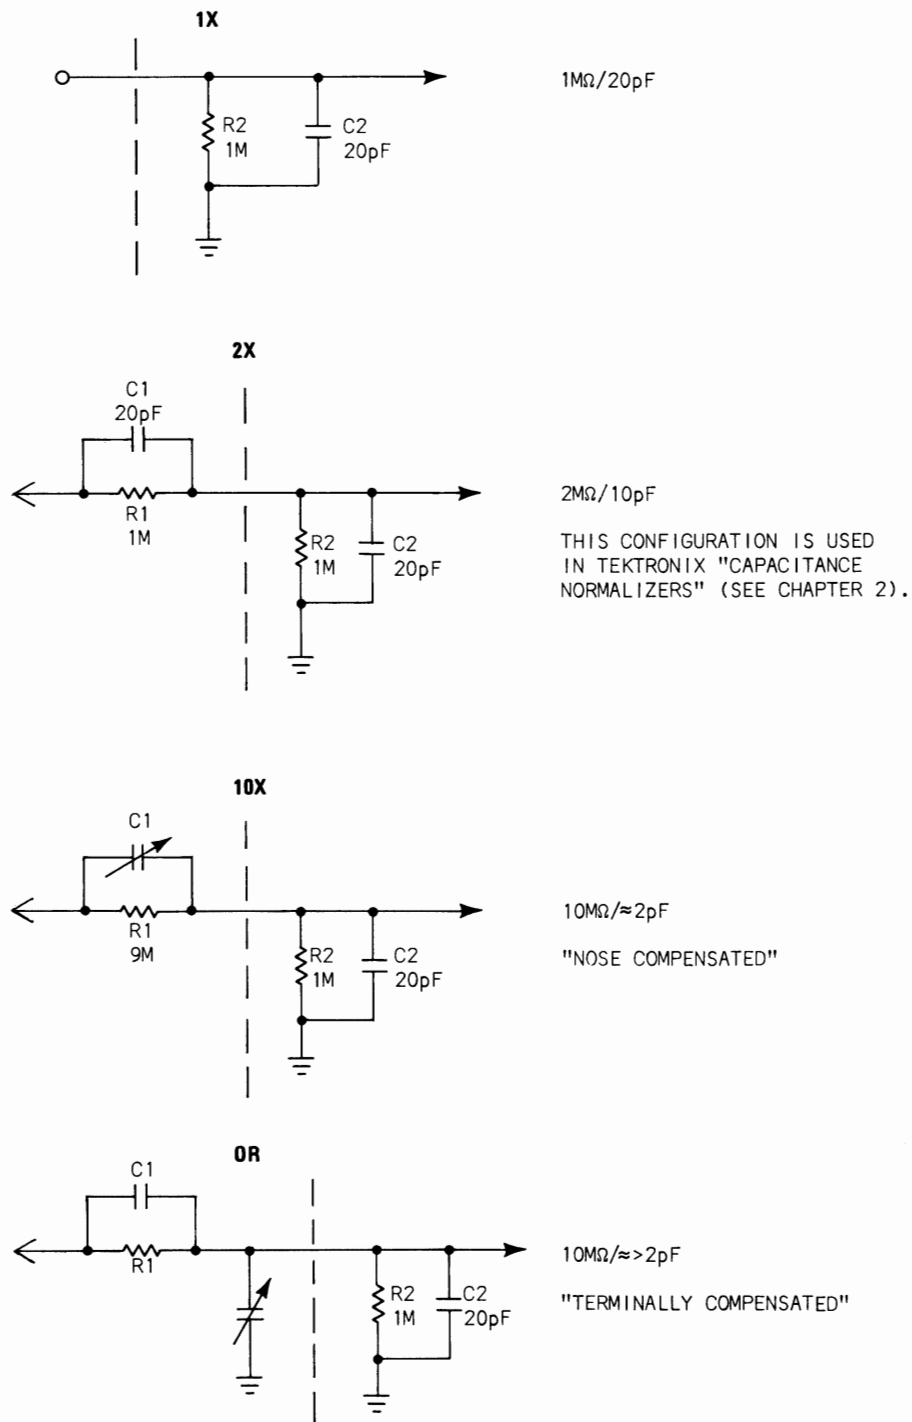 1X
R2
1M
C2
20pF
1MΩ/20pF
2X
C1
20pF
R1
1M
R2
1M
C2
20pF
2MΩ/10pF
THIS CONFIGURATION IS USED
IN TEKTRONIX "CAPACITANCE
NORMALIZERS" (SEE CHAPTER 2).
10X
C1
R1
9M
R2
1M
C2
20pF
10MΩ/≈2pF
"NOSE COMPENSATED"
OR
C1
R1
R2
1M
C2
20pF
10MΩ/≈>2pF
"TERMINALLY COMPENSATED"